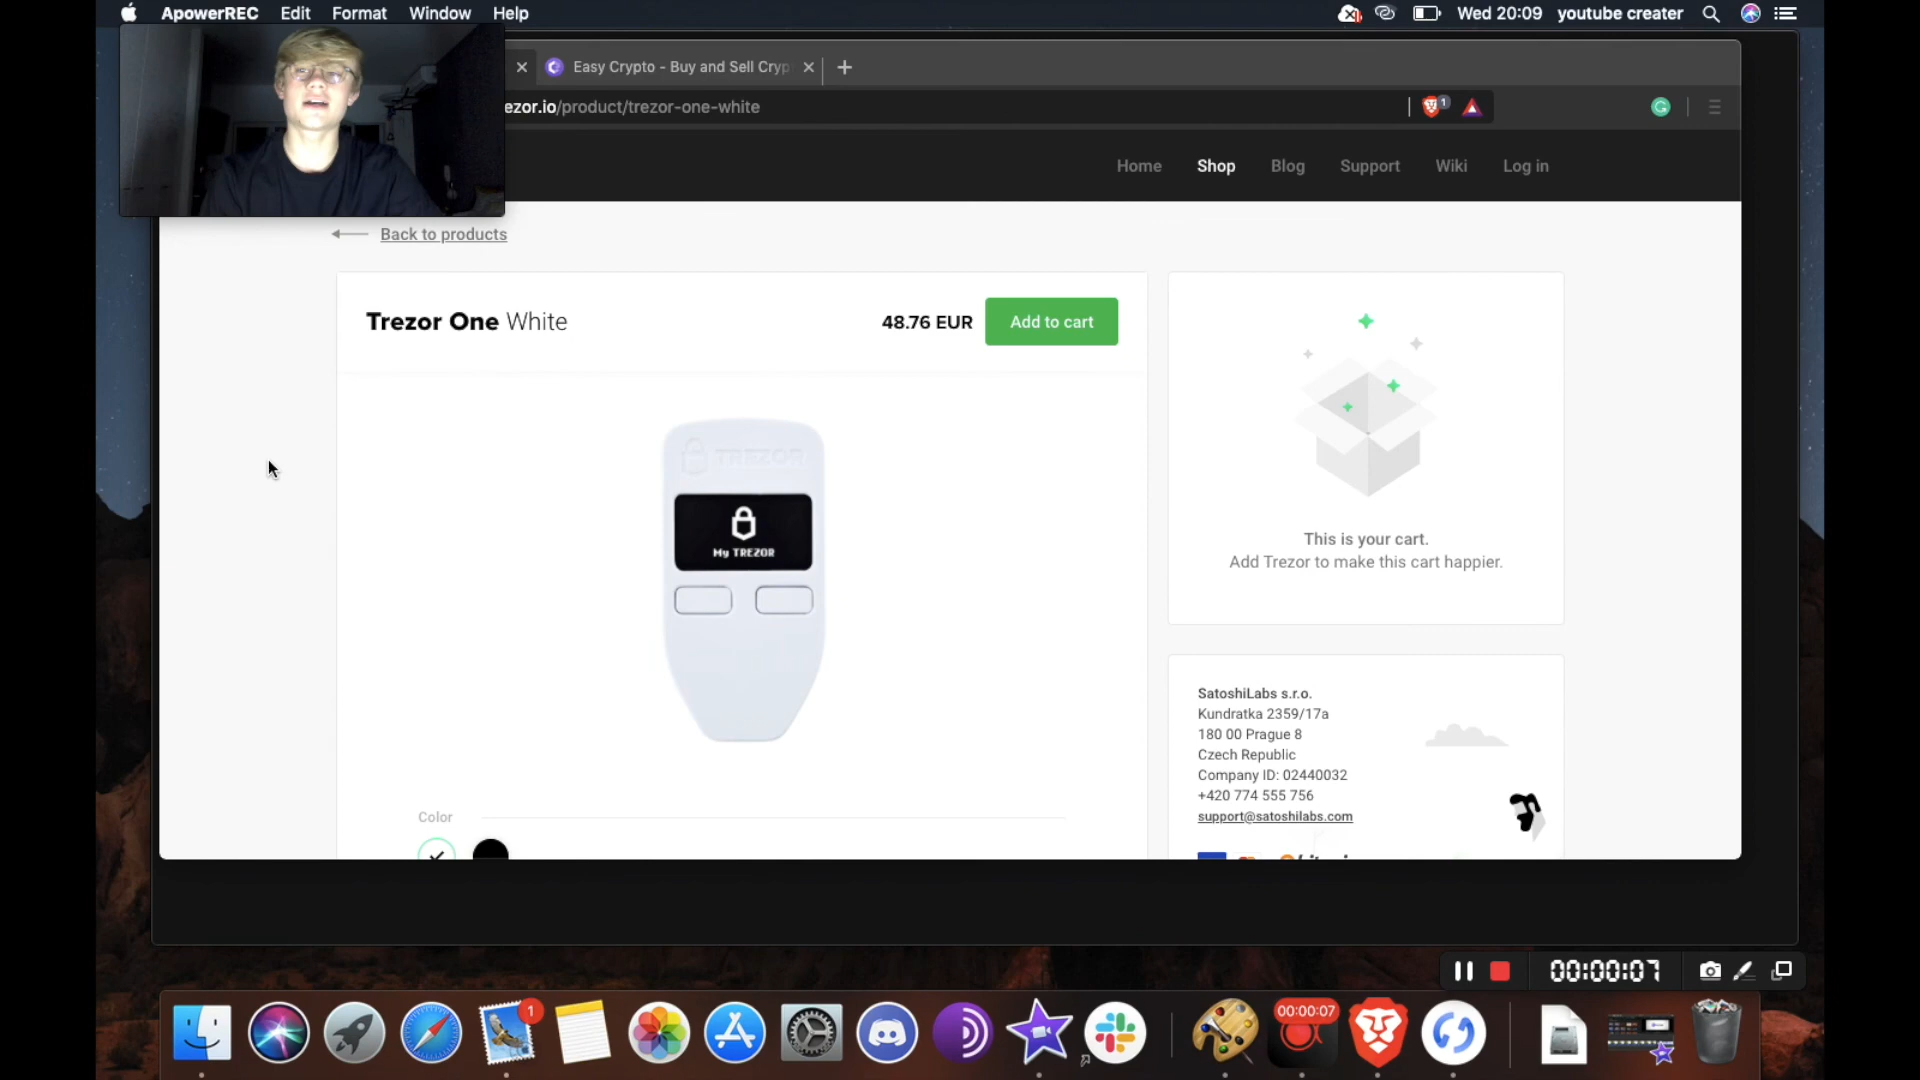 ApowerREC Edit Format Window Help
Wed 20:09 youtube creater
Easy Crypto - Buy and Sell Cryp
ezor.io/product/trezor-one-white
1
Home Shop Blog Support Wiki Log in
Back to products
Trezor One White
48.76 EUR
Add to cart
TREZOR
My TREZOR
This is your cart.
Add Trezor to make this cart happier.
SatoshiLabs s.r.o.
Kundratka 2359/17a
180 00 Prague 8
Czech Republic
Company ID: 02440032
+420 774 555 756
support@satoshilabs.com
Color
00:00:07
1
00:00:07